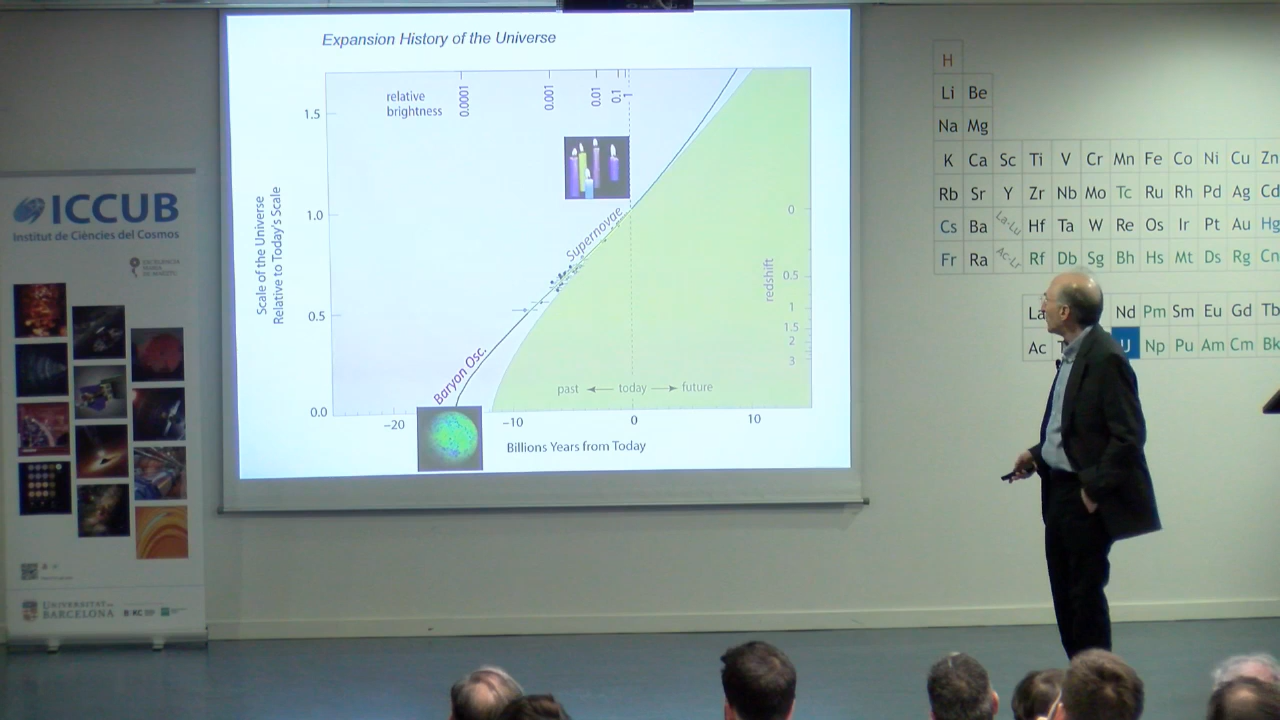 Expansion History of the Universe
relative
brightness
0.0001
0.001
0.01
0.1
1
1.5
1.0
0.5
0.0
Scale of the Universe
Relative to Today's Scale
Supernovae
Baryon Osc.
redshift
0
0.5
1
1.5
2
3
past
today
future
−20
−10
0
10
Billions Years from Today
ICCUB
Institut de Ciències del Cosmos
UNIVERSITAT DE
BARCELONA
H
Li Be
Na Mg
K Ca Sc Ti V Cr Mn Fe Co Ni Cu Zn
Rb Sr Y Zr Nb Mo Tc Ru Rh Pd Ag Cd
Cs Ba La-Lu Hf Ta W Re Os Ir Pt Au Hg
Fr Ra Ac-Lr Rf Db Sg Bh Hs Mt Ds Rg Cn
Nd Pm Sm Eu Gd Tb
Ac U Np Pu Am Cm Bk